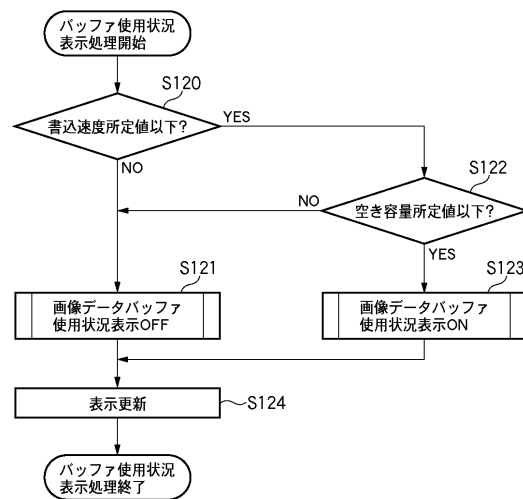 バッファ使用状況
表示処理開始
S120
書込速度所定値以下?
YES
NO
S122
空き容量所定値以下?
NO
YES
S121
画像データバッファ
使用状況表示OFF
S123
画像データバッファ
使用状況表示ON
表示更新
S124
バッファ使用状況
表示処理終了